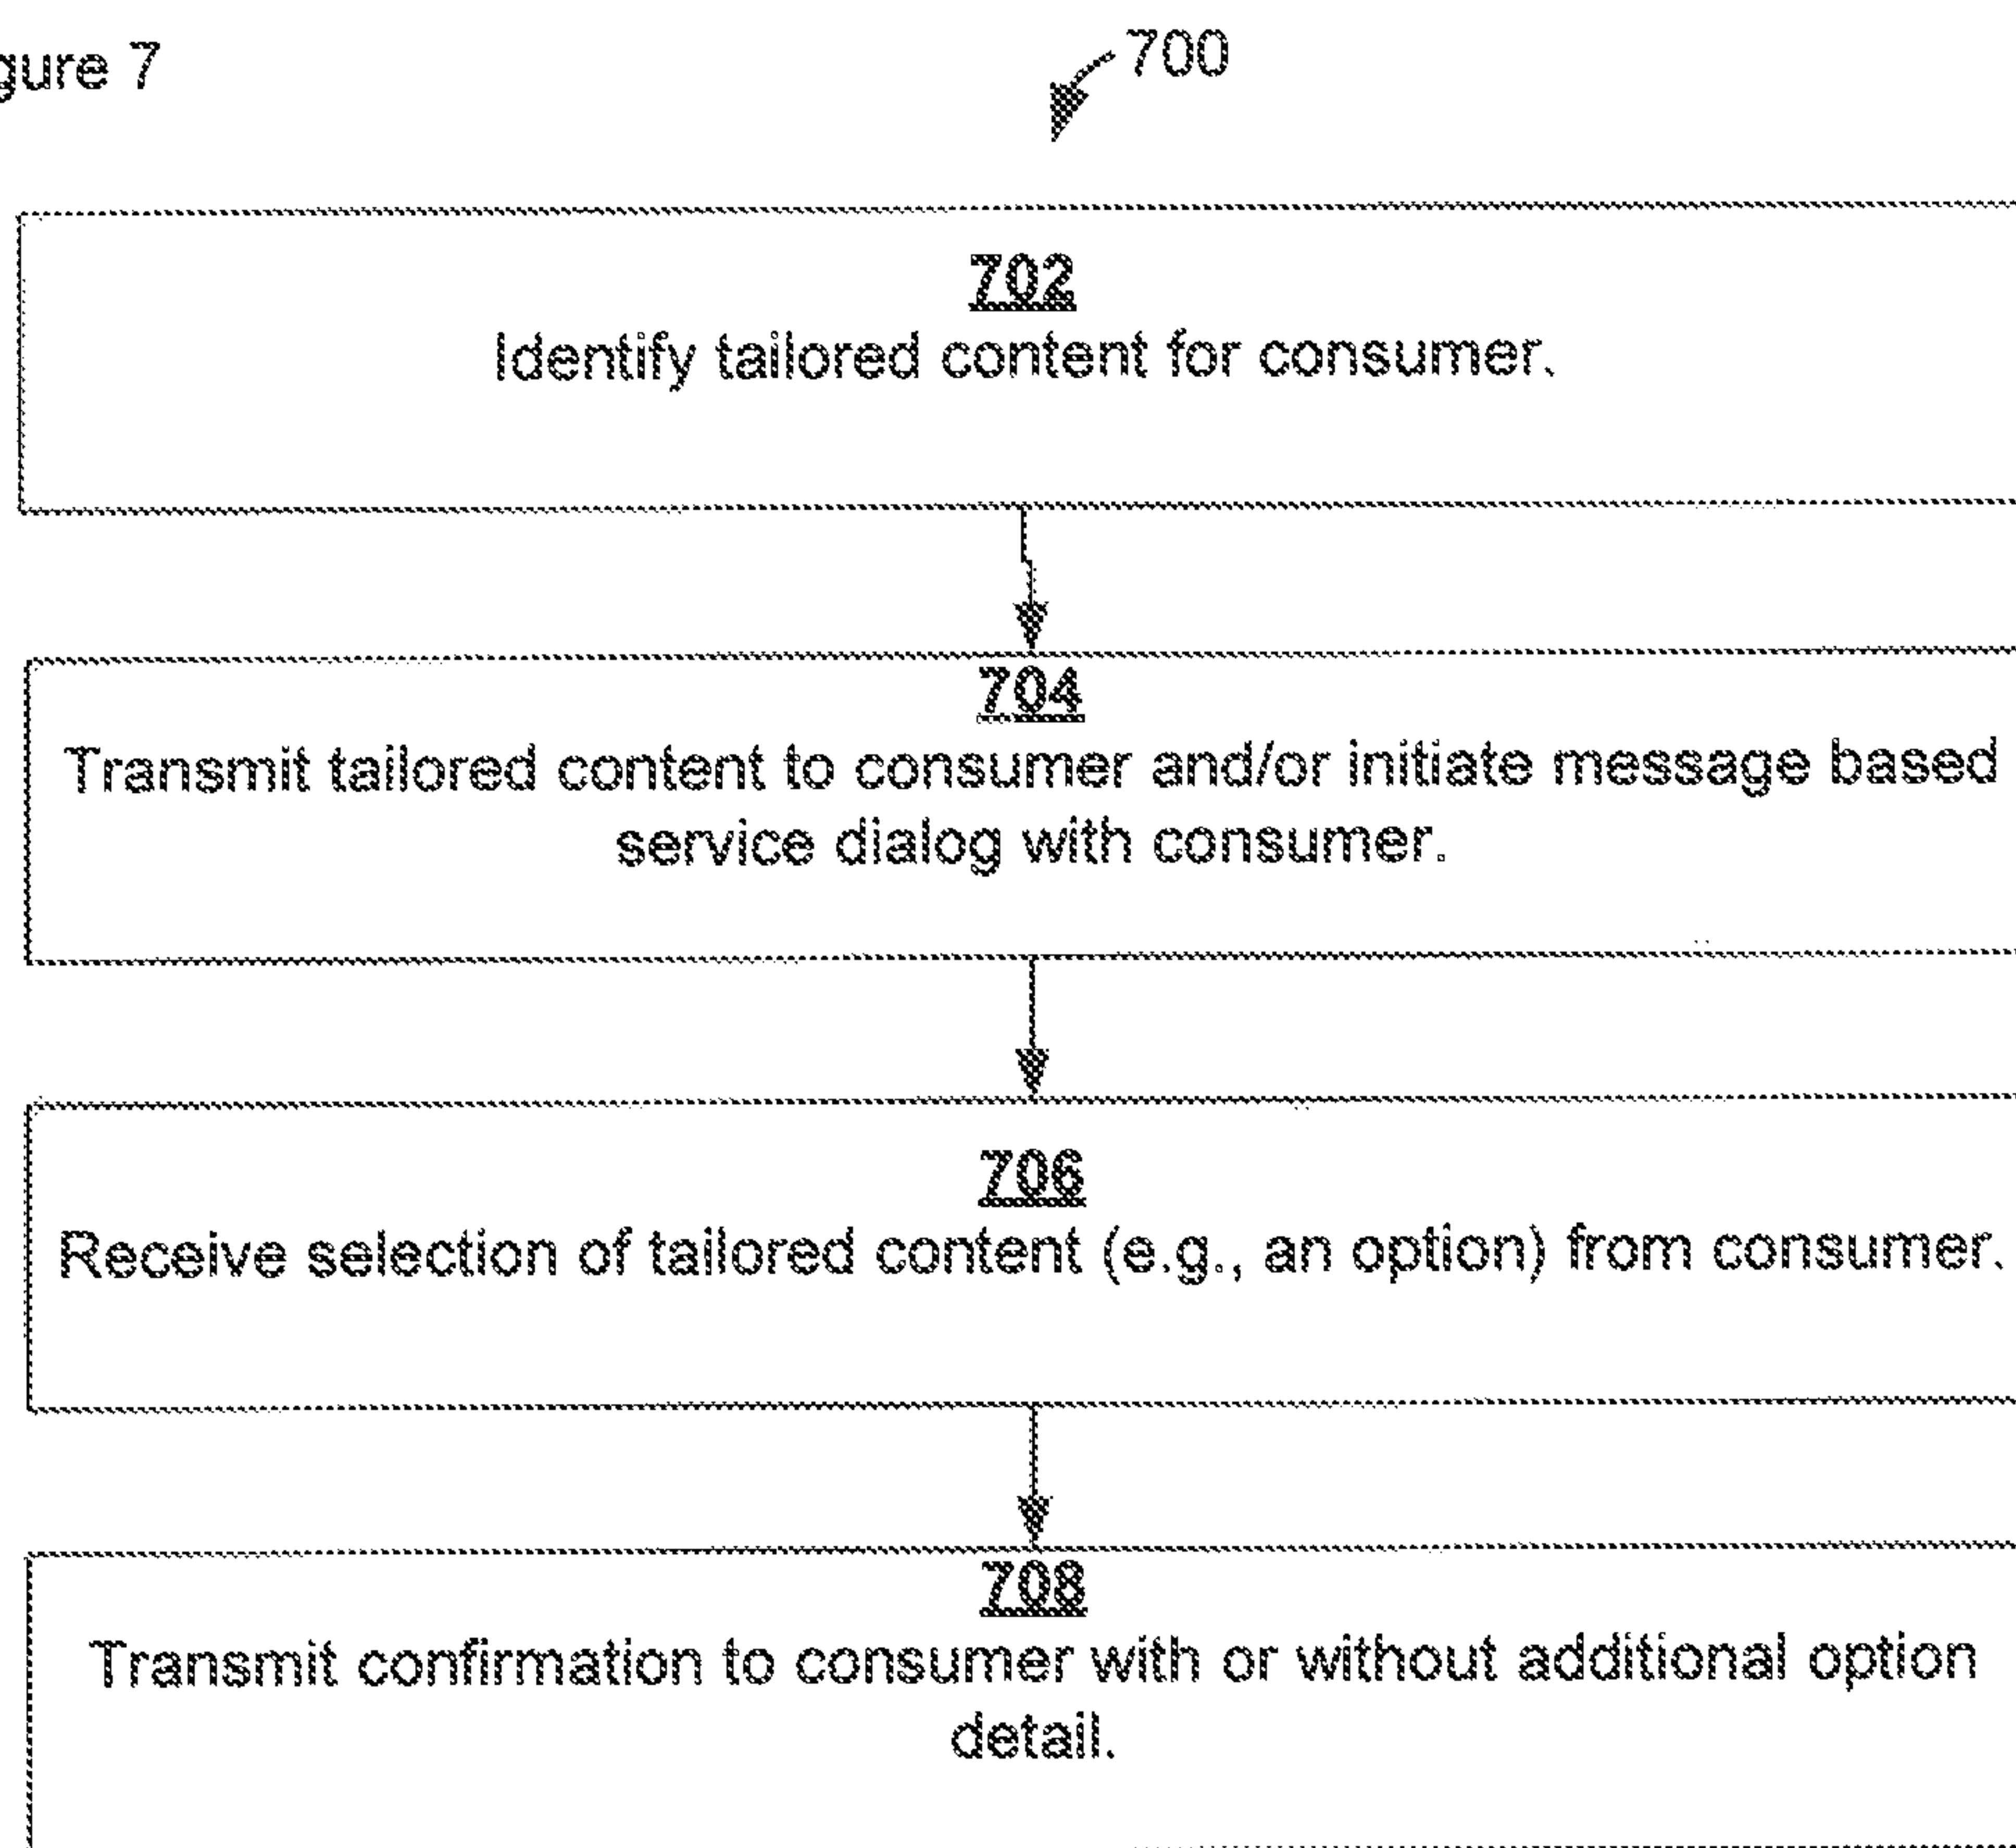 gure 7
700
702
Identify tailored content for consumer.
704
Transmit tailored content to consumer and/or initiate message based
service dialog with consumer.
706
Receive selection of tailored content (e.g., an option) from consumer.
708
Transmit confirmation to consumer with or without additional option
detail.